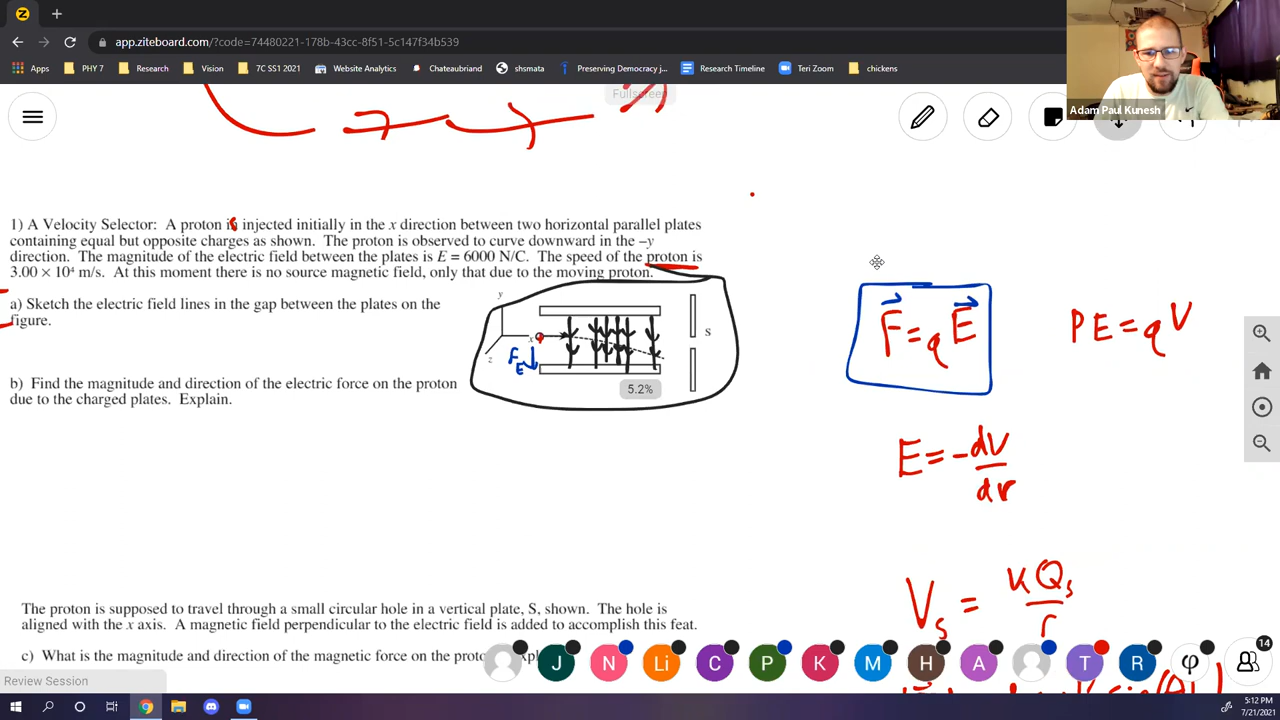 app.ziteboard.com/?code=74480221-178b-43cc-8f51-5c147f34b539
Apps PHY 7 Research Vision 7C SS1 2021 Website Analytics shsmata Preserving Democracy j... Research Timeline Teri Zoom chickens
Adam Paul Kunesh
1) A Velocity Selector: A proton is injected initially in the x direction between two horizontal parallel plates
containing equal but opposite charges as shown. The proton is observed to curve downward in the –y
direction. The magnitude of the electric field between the plates is E = 6000 N/C. The speed of the proton is
3.00 × 10⁴ m/s. At this moment there is no source magnetic field, only that due to the moving proton.
a) Sketch the electric field lines in the gap between the plates on the
figure.
y
x
z
S
F_E
5.2%
b) Find the magnitude and direction of the electric force on the proton
due to the charged plates. Explain.
F = q E
PE = q V
E = - dV
dr
V_s = k Q_s
r
The proton is supposed to travel through a small circular hole in a vertical plate, S, shown. The hole is
aligned with the x axis. A magnetic field perpendicular to the electric field is added to accomplish this feat.
c) What is the magnitude and direction of the magnetic force on the
J N Li C P K M H A T R φ 14
Review Session
5:12 PM
7/21/2021